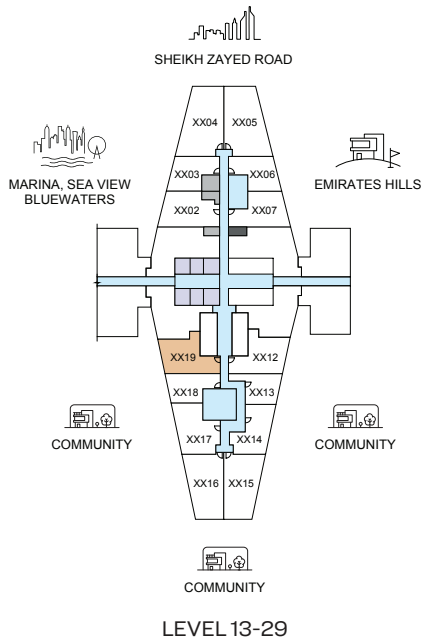 SHEIKH ZAYED ROAD
XX04
XX05
MARINA, SEA VIEW
BLUEWATERS
EMIRATES HILLS
XX03
XX06
XX02
XX07
XX19
XX12
XX18
XX13
COMMUNITY
COMMUNITY
XX17
XX14
XX16
XX15
COMMUNITY
LEVEL 13-29